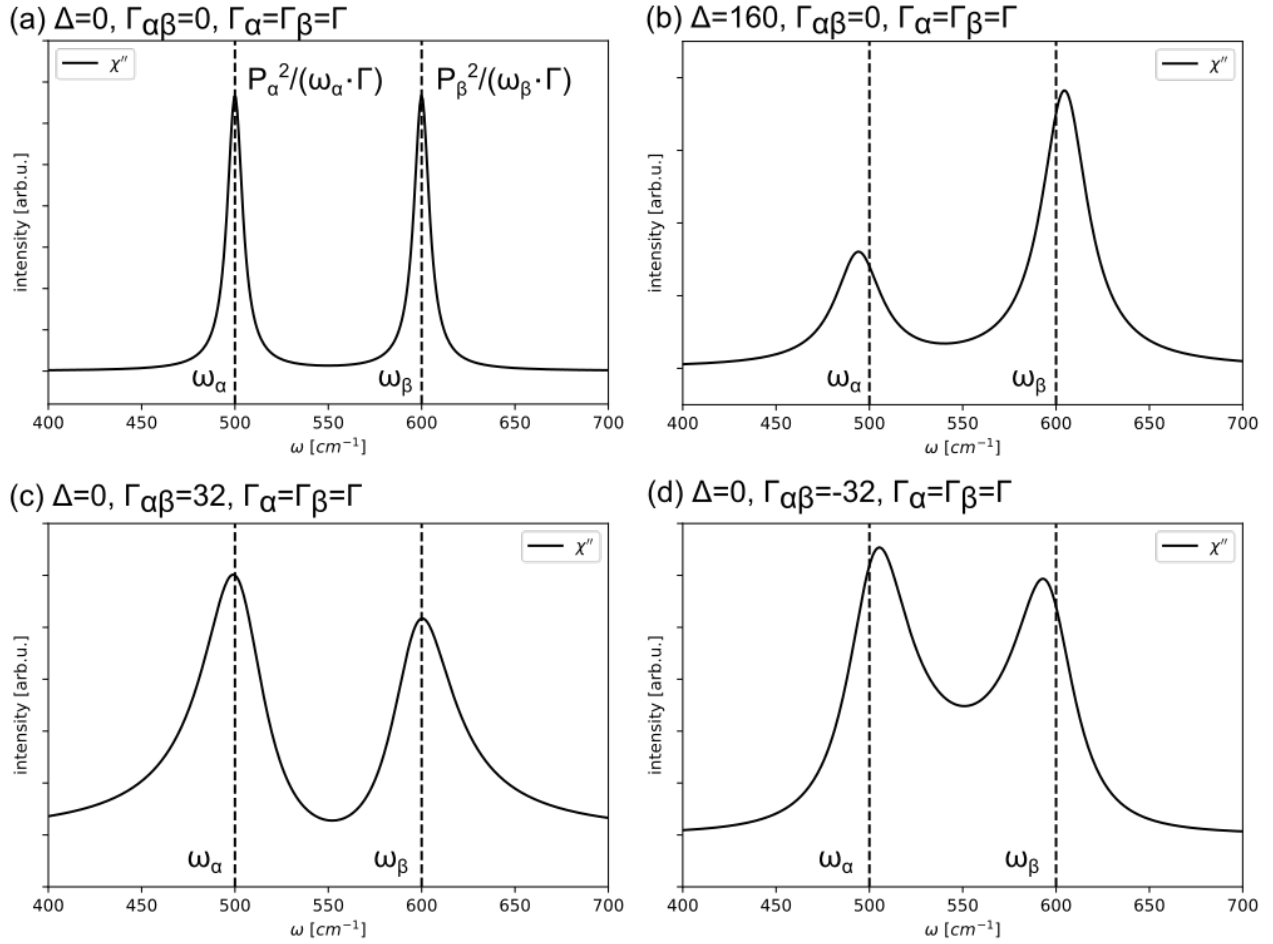 (a) Δ=0, Γαβ=0, Γα=Γβ=Γ
χ″
Pα²/(ωα·Γ) Pβ²/(ωβ·Γ)
intensity [arb.u.]
ωα ωβ
400 450 500 550 600 650 700
ω [cm⁻¹]
(b) Δ=160, Γαβ=0, Γα=Γβ=Γ
χ″
intensity [arb.u.]
ωα ωβ
400 450 500 550 600 650 700
ω [cm⁻¹]
(c) Δ=0, Γαβ=32, Γα=Γβ=Γ
χ″
intensity [arb.u.]
ωα ωβ
400 450 500 550 600 650 700
ω [cm⁻¹]
(d) Δ=0, Γαβ=-32, Γα=Γβ=Γ
χ″
intensity [arb.u.]
ωα ωβ
400 450 500 550 600 650 700
ω [cm⁻¹]